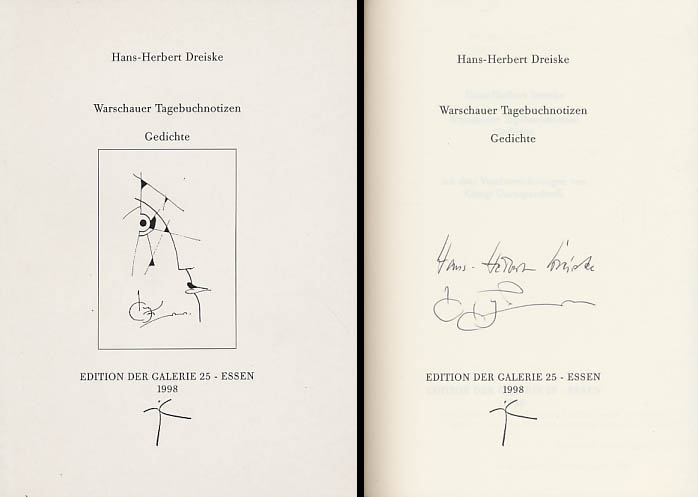 Hans-Herbert Dreiske
Warschauer Tagebuchnotizen
Gedichte
EDITION DER GALERIE 25 - ESSEN
1998
Hans-Herbert Dreiske
Warschauer Tagebuchnotizen
Gedichte
Hans - Herbert Dreiske
EDITION DER GALERIE 25 - ESSEN
1998